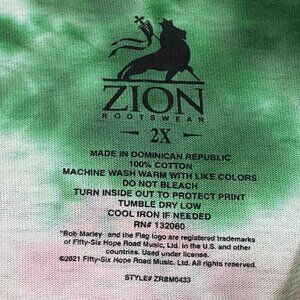 ZION
ROOTSWEAR
2X
MADE IN DOMINICAN REPUBLIC
100% COTTON
MACHINE WASH WARM WITH LIKE COLORS
DO NOT BLEACH
TURN INSIDE OUT TO PROTECT PRINT
TUMBLE DRY LOW
COOL IRON IF NEEDED
RN# 132060
"Bob Marley" and the Flag logo are registered trademarks
of Fifty-Six Hope Road Music, Ltd. in the U.S. and other
countries. Used under license.
©2021 Fifty-Six Hope Road Music, Ltd. All rights reserved.
STYLE# ZRBM0433